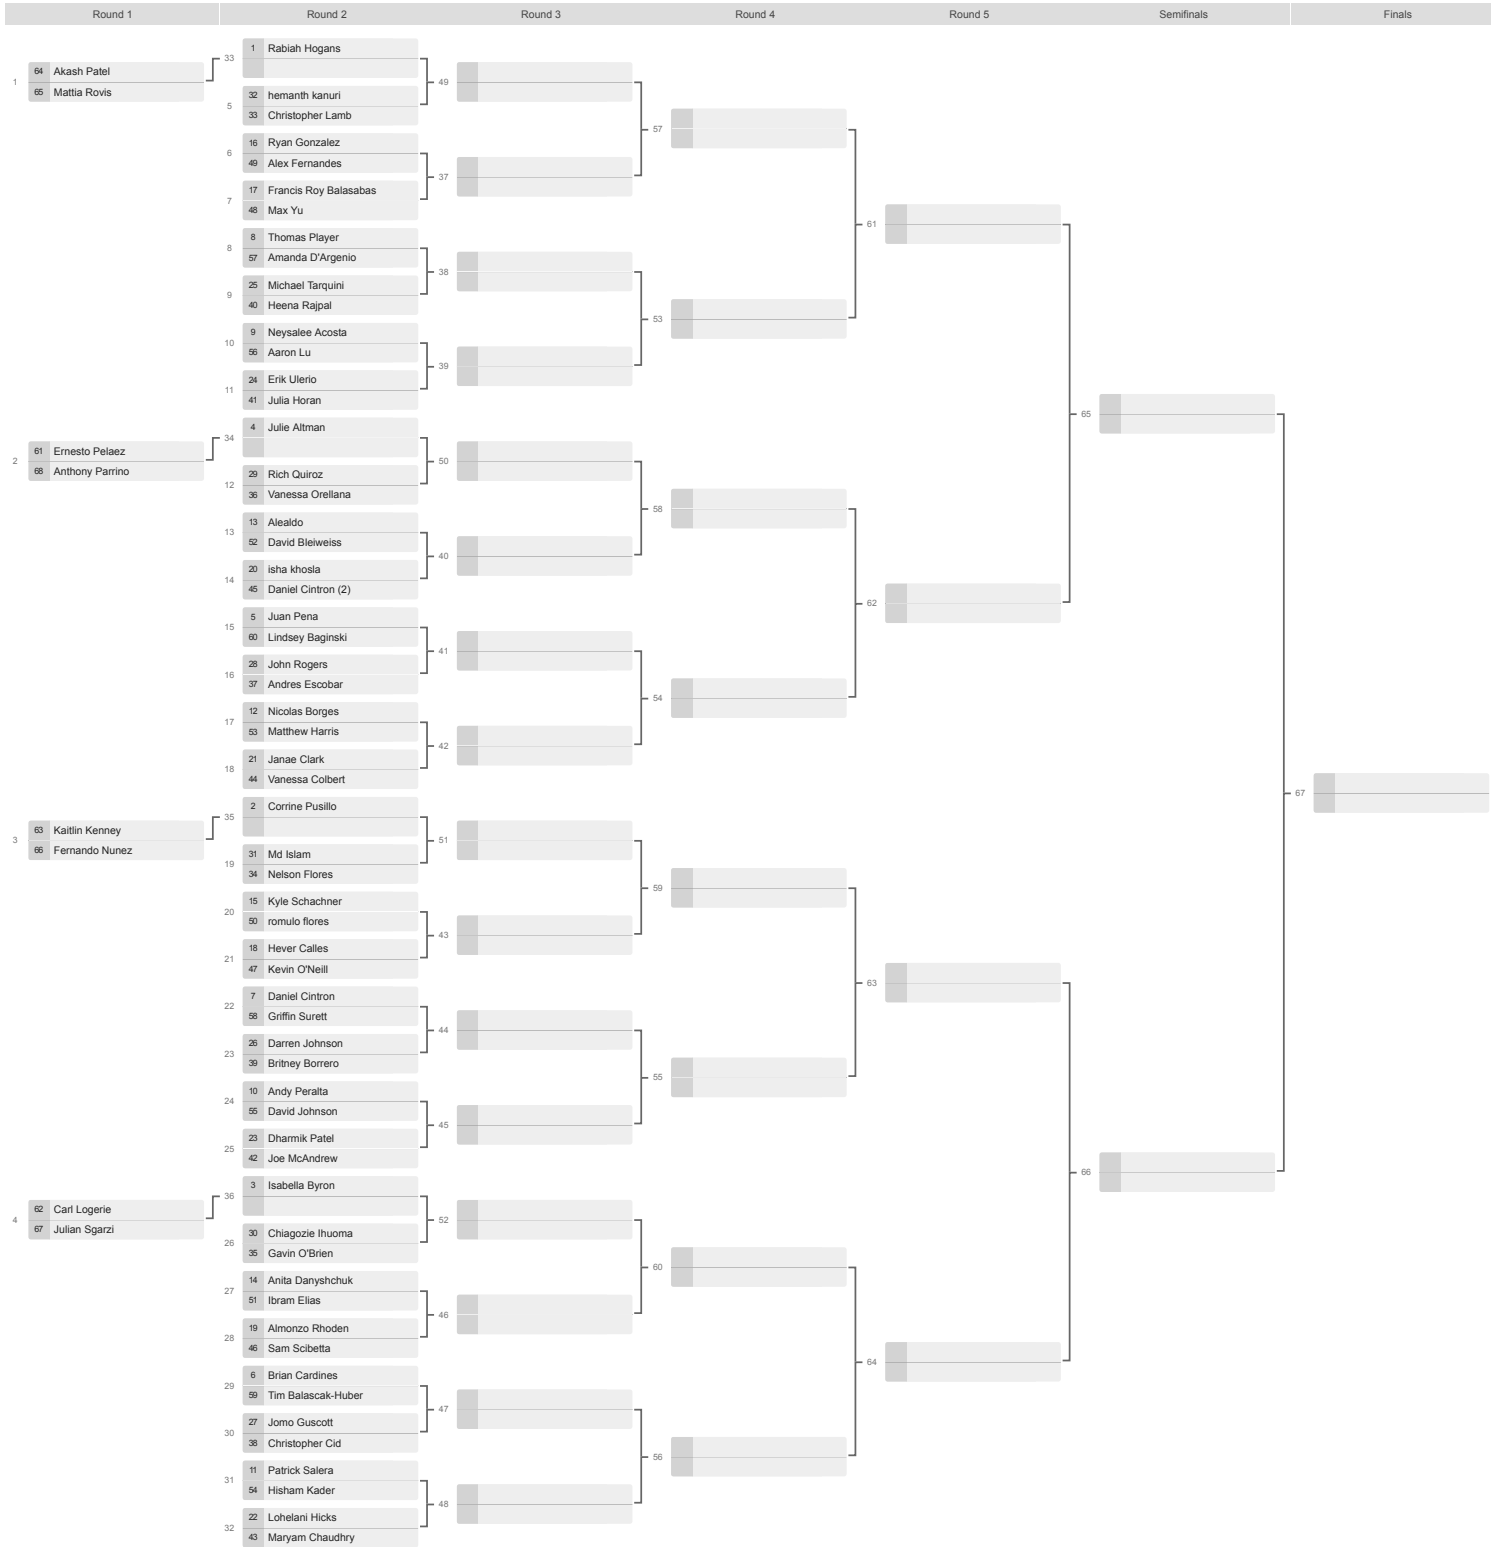 Round 1
Round 2
Round 3
Round 4
Round 5
Semifinals
Finals
1
64 Akash Patel
65 Mattia Rovis
2
61 Ernesto Pelaez
68 Anthony Parrino
3
63 Kaitlin Kenney
66 Fernando Nunez
4
62 Carl Logerie
67 Julian Sgarzi
33
1 Rabiah Hogans
5
32 hemanth kanuri
33 Christopher Lamb
6
16 Ryan Gonzalez
49 Alex Fernandes
7
17 Francis Roy Balasabas
48 Max Yu
8
8 Thomas Player
57 Amanda D'Argenio
9
25 Michael Tarquini
40 Heena Rajpal
10
9 Neysalee Acosta
56 Aaron Lu
11
24 Erik Ulerio
41 Julia Horan
34
4 Julie Altman
12
29 Rich Quiroz
36 Vanessa Orellana
13
13 Alealdo
52 David Bleiweiss
14
20 isha khosla
45 Daniel Cintron (2)
15
5 Juan Pena
60 Lindsey Baginski
16
28 John Rogers
37 Andres Escobar
17
12 Nicolas Borges
53 Matthew Harris
18
21 Janae Clark
44 Vanessa Colbert
35
2 Corrine Pusillo
19
31 Md Islam
34 Nelson Flores
20
15 Kyle Schachner
50 romulo flores
21
18 Hever Calles
47 Kevin O'Neill
22
7 Daniel Cintron
58 Griffin Surett
23
26 Darren Johnson
39 Britney Borrero
24
10 Andy Peralta
55 David Johnson
25
23 Dharmik Patel
42 Joe McAndrew
36
3 Isabella Byron
26
30 Chiagozie Ihuoma
35 Gavin O'Brien
27
14 Anita Danyshchuk
51 Ibram Elias
28
19 Almonzo Rhoden
46 Sam Scibetta
29
6 Brian Cardines
59 Tim Balascak-Huber
30
27 Jomo Guscott
38 Christopher Cid
31
11 Patrick Salera
54 Hisham Kader
32
22 Lohelani Hicks
43 Maryam Chaudhry
49
37
38
39
50
40
41
42
51
43
44
45
52
46
47
48
57
53
58
54
59
55
60
56
61
62
63
64
65
66
67